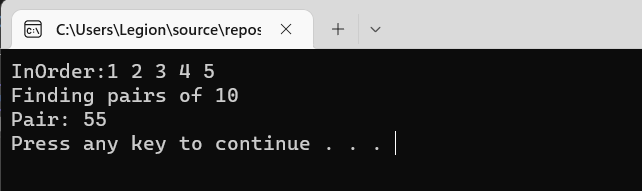 C:\Users\Legion\source\repos
InOrder:1 2 3 4 5
Finding pairs of 10
Pair: 55
Press any key to continue . . .